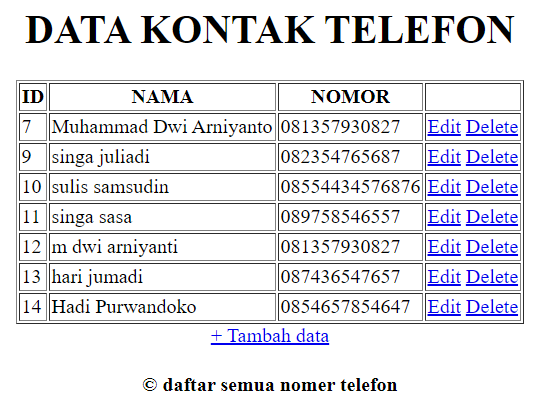 DATA KONTAK TELEFON
ID NAMA NOMOR
7 Muhammad Dwi Arniyanto 081357930827 Edit Delete
9 singa juliadi 082354765687 Edit Delete
10 sulis samsudin 08554434576876 Edit Delete
11 singa sasa 089758546557 Edit Delete
12 m dwi arniyanti 081357930827 Edit Delete
13 hari jumadi 087436547657 Edit Delete
14 Hadi Purwandoko 0854657854647 Edit Delete
+ Tambah data
© daftar semua nomer telefon